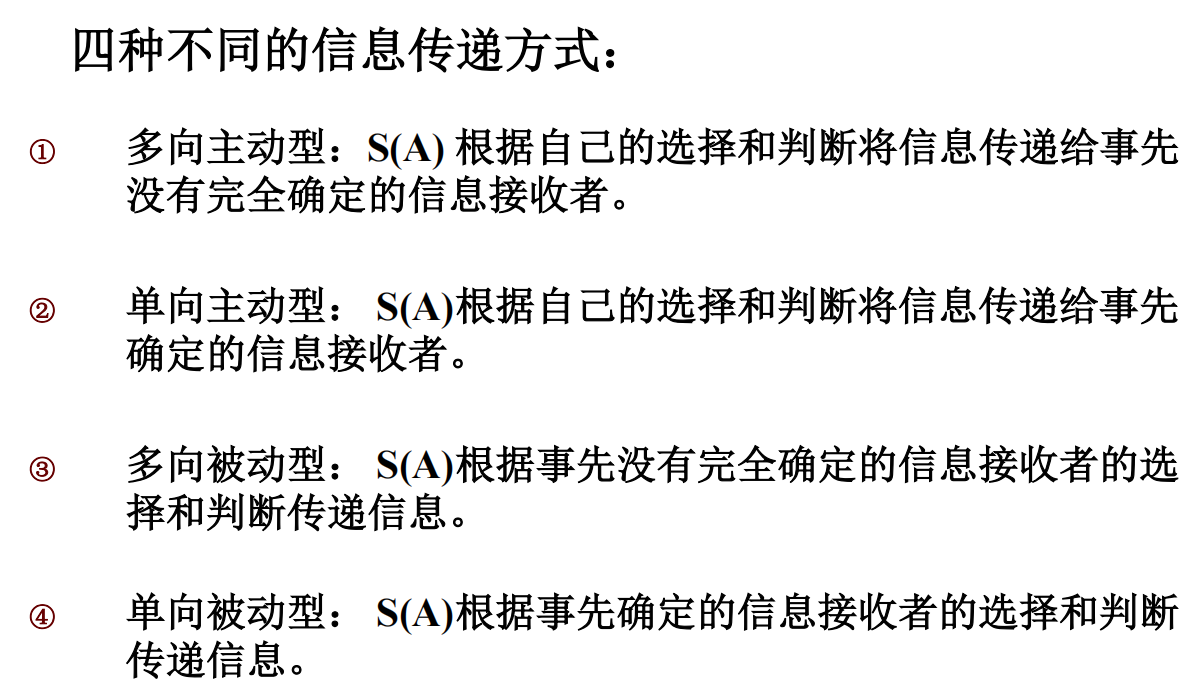 四种不同的信息传递方式：
① 多向主动型：S(A) 根据自己的选择和判断将信息传递给事先
没有完全确定的信息接收者。
② 单向主动型： S(A)根据自己的选择和判断将信息传递给事先
确定的信息接收者。
③ 多向被动型： S(A)根据事先没有完全确定的信息接收者的选
择和判断传递信息。
④ 单向被动型： S(A)根据事先确定的信息接收者的选择和判断
传递信息。